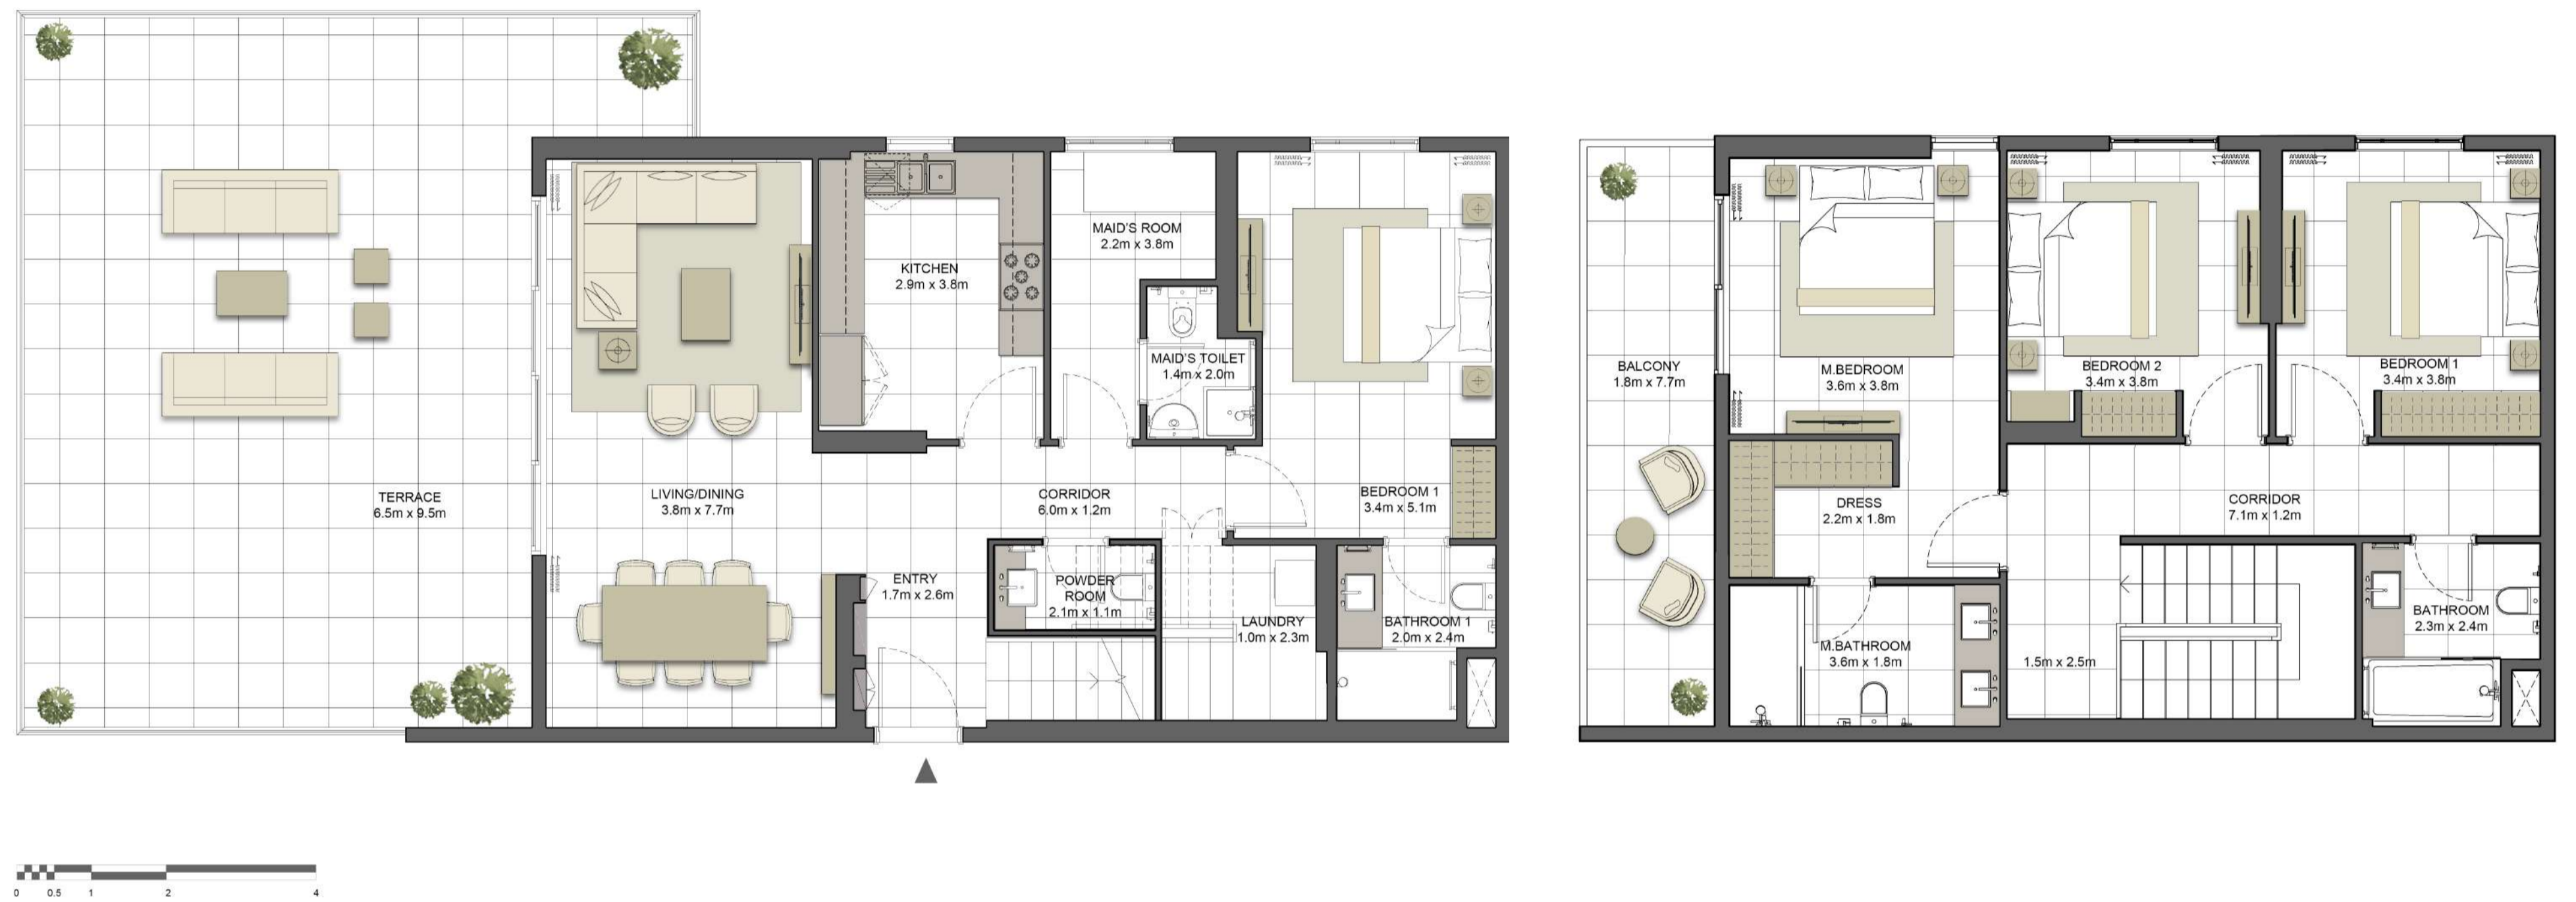 MAID'S ROOM
2.2m x 3.8m
KITCHEN
2.9m x 3.8m
MAID'S TOILET
1.4m x 2.0m
TERRACE
6.5m x 9.5m
LIVING/DINING
3.8m x 7.7m
CORRIDOR
6.0m x 1.2m
BEDROOM 1
3.4m x 5.1m
ENTRY
1.7m x 2.6m
POWDER
ROOM
2.1m x 1.1m
LAUNDRY
1.0m x 2.3m
BATHROOM 1
2.0m x 2.4m
BALCONY
1.8m x 7.7m
M.BEDROOM
3.6m x 3.8m
BEDROOM 2
3.4m x 3.8m
BEDROOM 1
3.4m x 3.8m
DRESS
2.2m x 1.8m
CORRIDOR
7.1m x 1.2m
M.BATHROOM
3.6m x 1.8m
1.5m x 2.5m
BATHROOM
2.3m x 2.4m
0 0.5 1 2 4